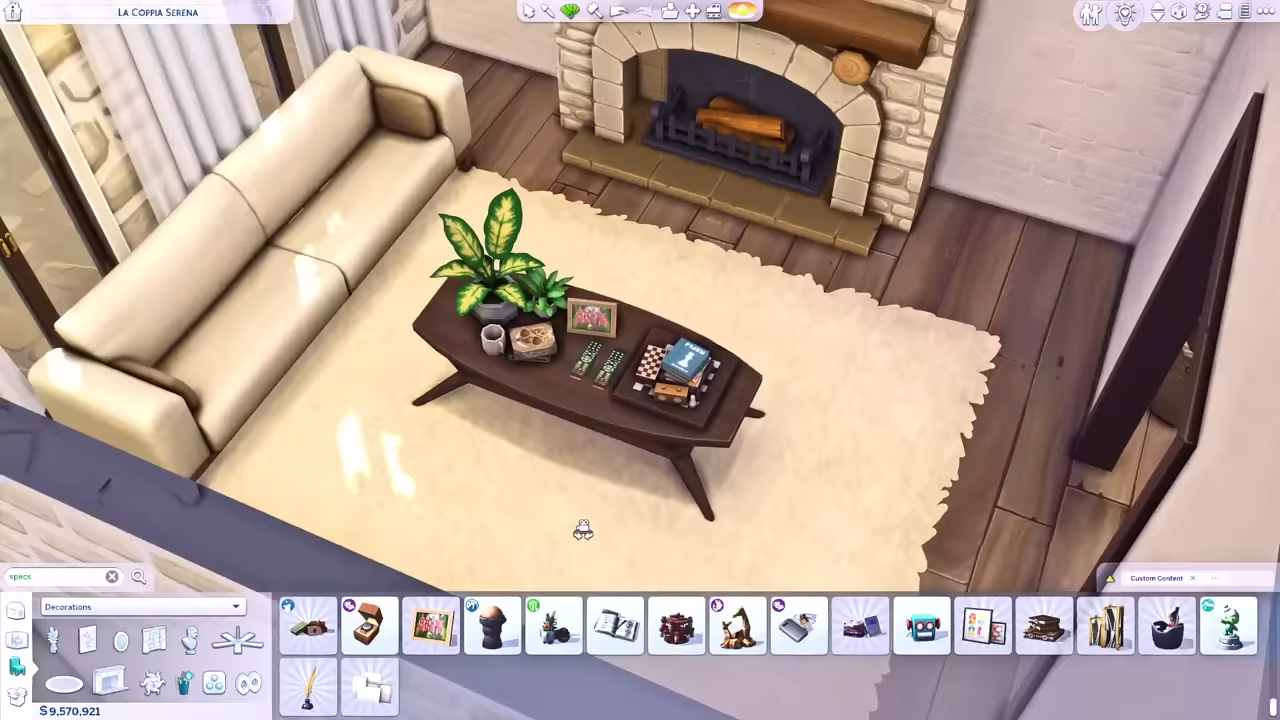 LA COPPIA SERENA
specs
Custom Content
Decorations
$9,570,921